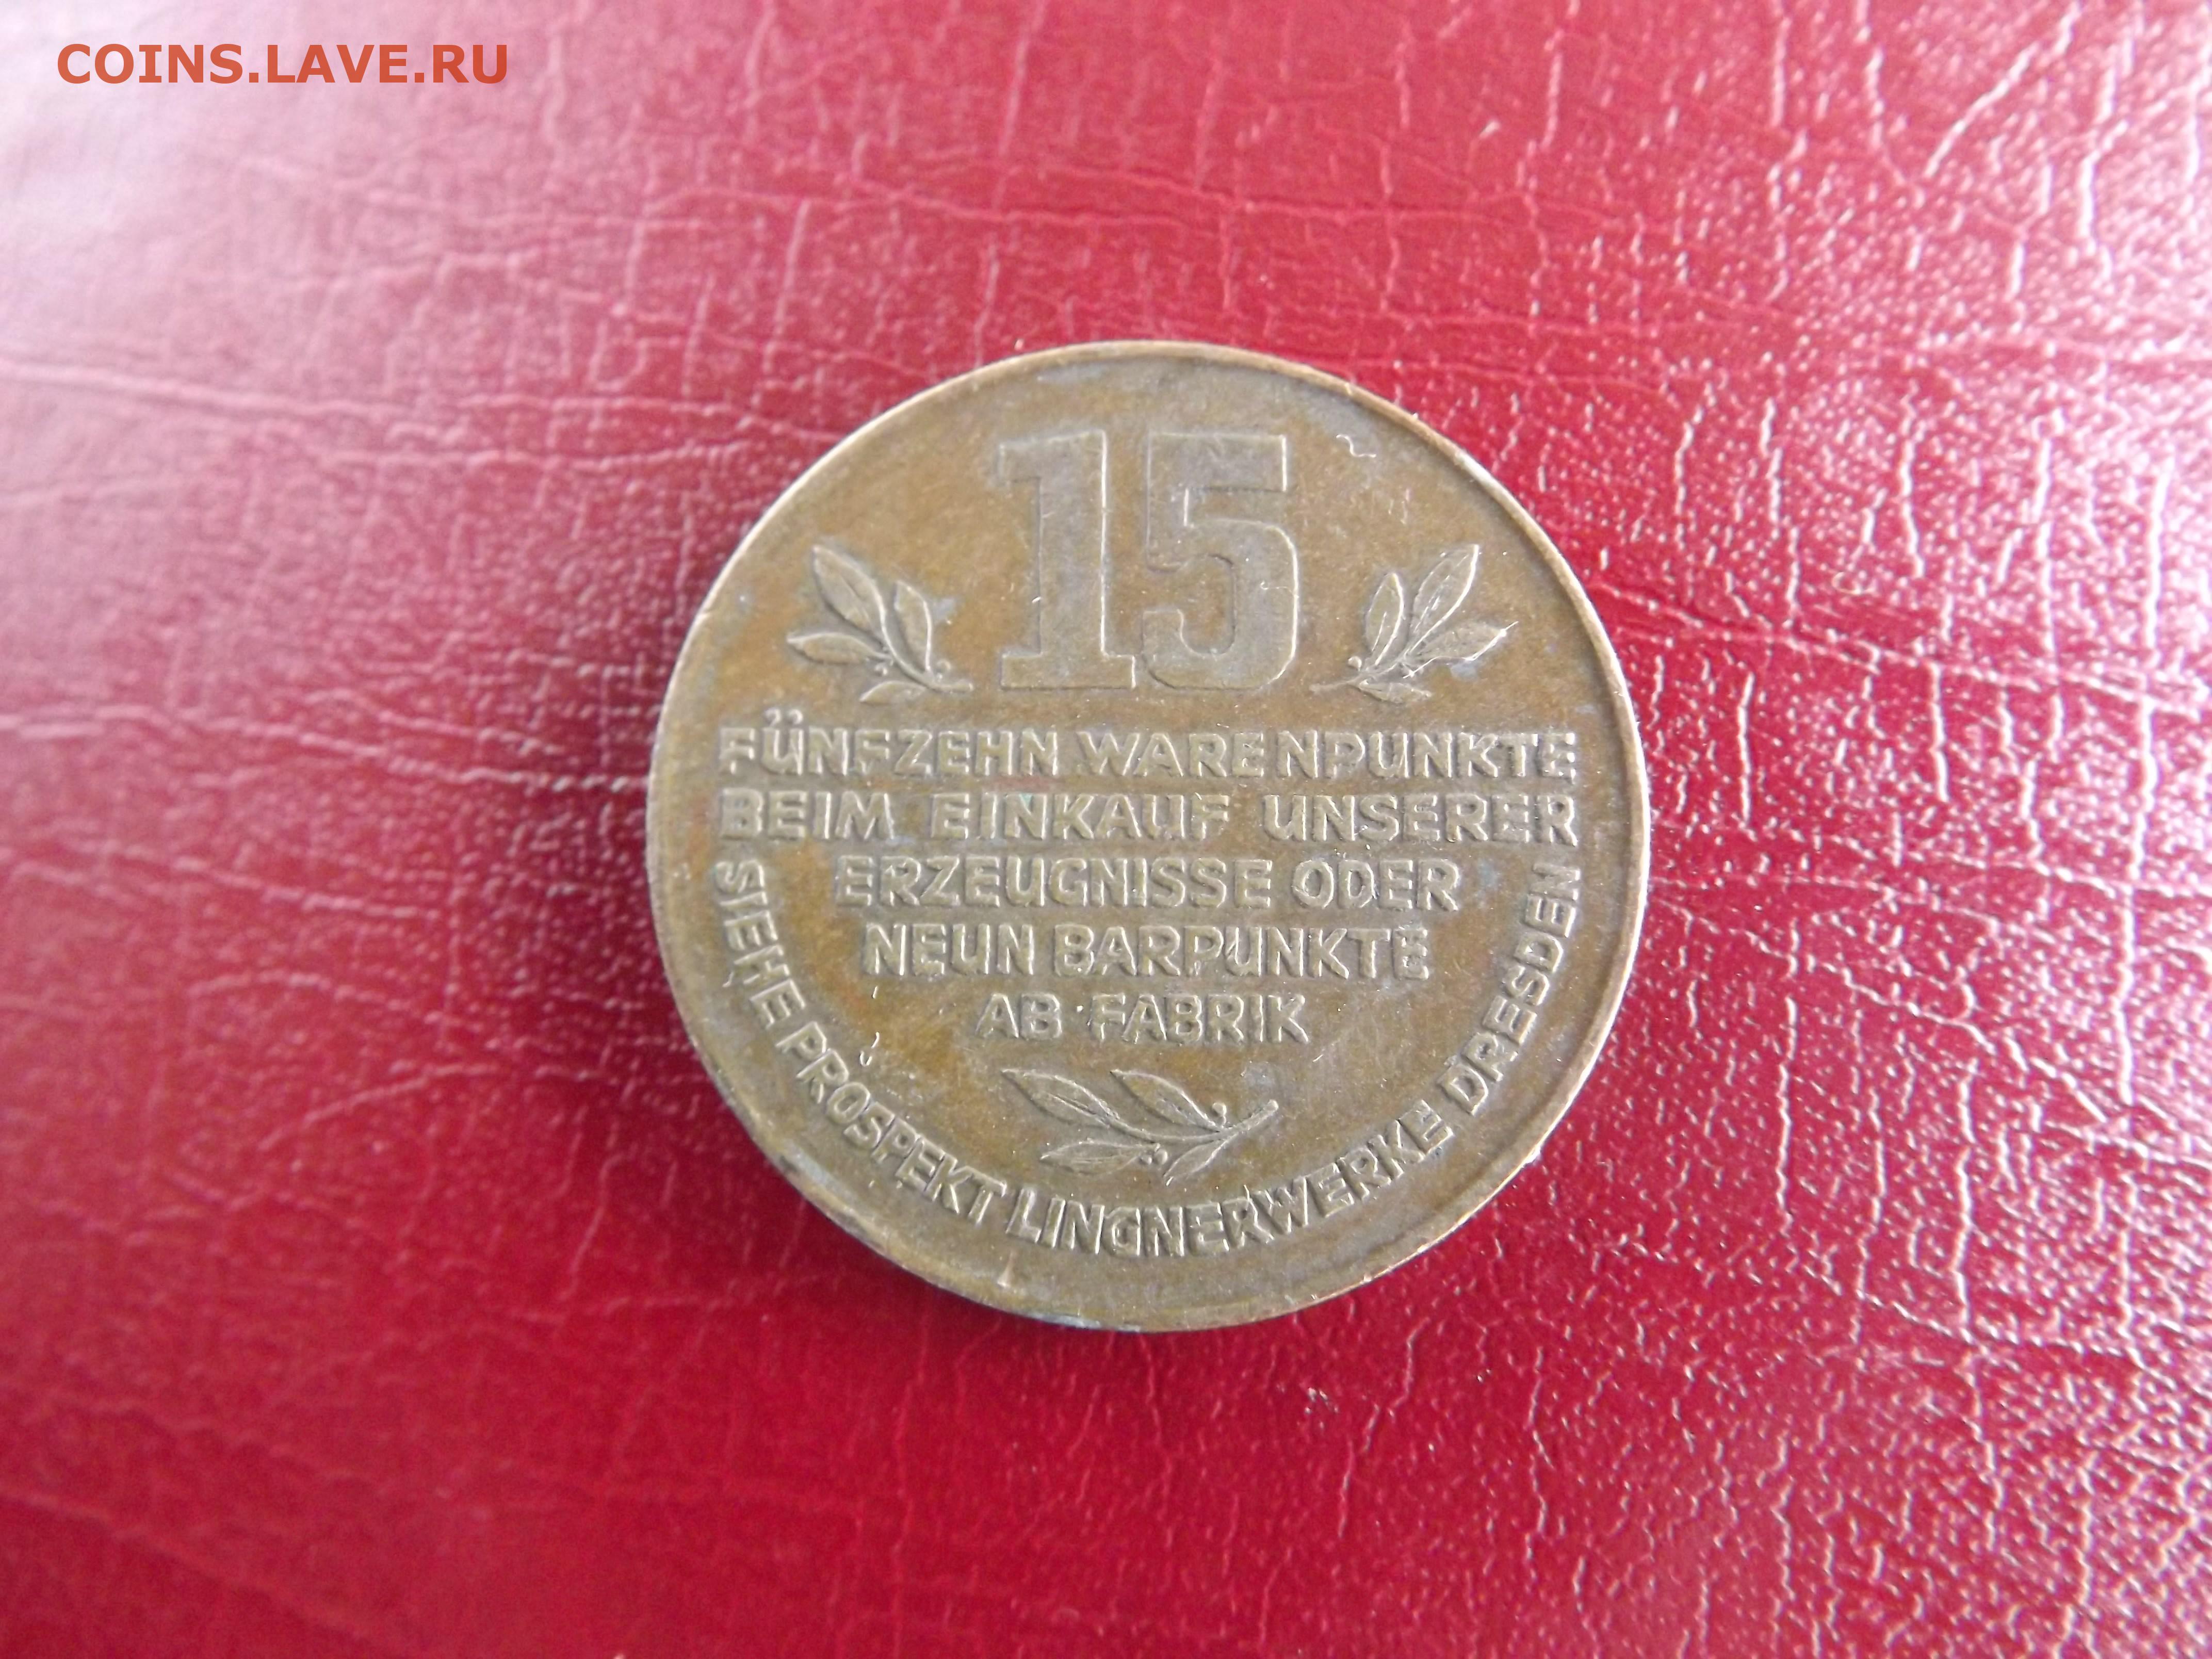 COINS.LAVE.RU
15
FÜNFZEHN WARENPUNKTE
BEIM EINKAUF UNSERER
ERZEUGNISSE ODER
NEUN BARPUNKTE
AB FABRIK
SIEHE PROSPEKT LINGNERWERKE DRESDEN